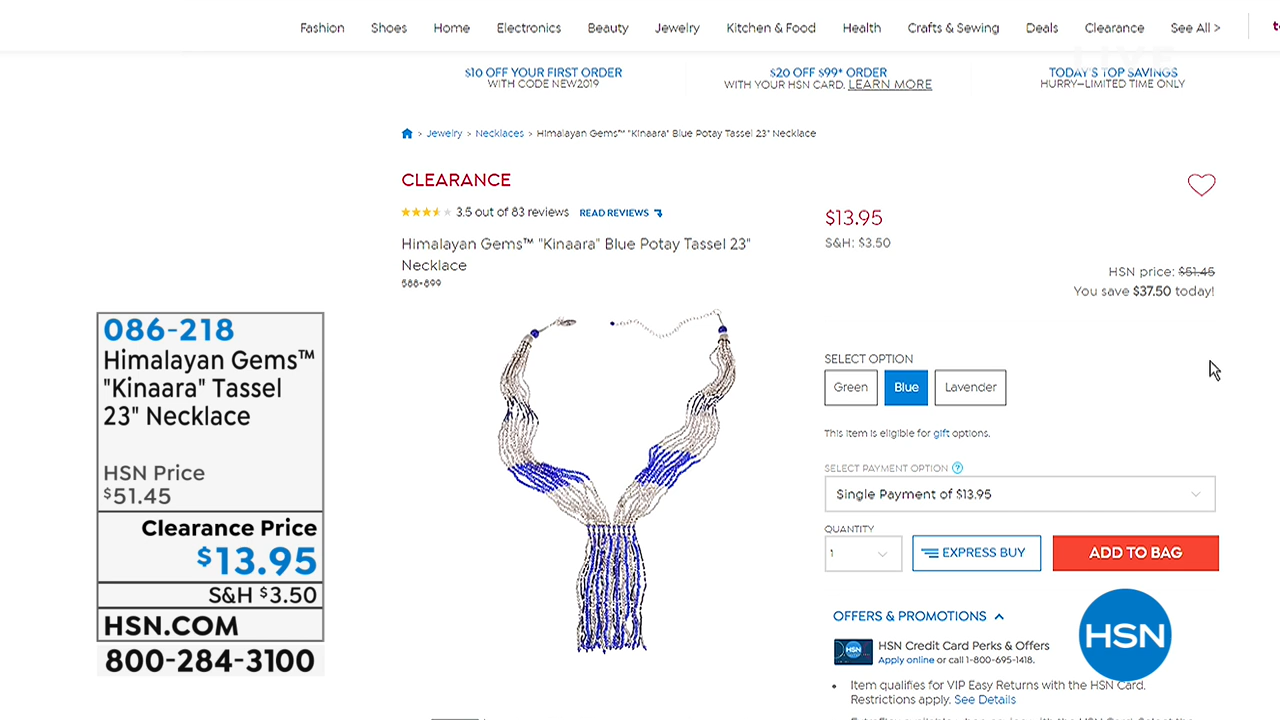 Fashion Shoes Home Electronics Beauty Jewelry Kitchen & Food Health Crafts & Sewing Deals Clearance See All >
LIVE
$10 OFF YOUR FIRST ORDER
WITH CODE NEW2019
$20 OFF $99* ORDER
WITH YOUR HSN CARD. LEARN MORE
TODAY'S TOP SAVINGS
HURRY—LIMITED TIME ONLY
> Jewelry > Necklaces > Himalayan Gems™ "Kinaara" Blue Potay Tassel 23" Necklace
CLEARANCE
3.5 out of 83 reviews READ REVIEWS
Himalayan Gems™ "Kinaara" Blue Potay Tassel 23"
Necklace
588-899
$13.95
S&H: $3.50
HSN price: $51.45
You save $37.50 today!
SELECT OPTION
Green Blue Lavender
This item is eligible for gift options.
SELECT PAYMENT OPTION ?
Single Payment of $13.95
QUANTITY
1
EXPRESS BUY
ADD TO BAG
OFFERS & PROMOTIONS
HSN
HSN Credit Card Perks & Offers
Apply online or call 1-800-695-1418.
• Item qualifies for VIP Easy Returns with the HSN Card.
Restrictions apply. See Details
HSN
086-218
Himalayan Gems™
"Kinaara" Tassel
23" Necklace
HSN Price
$51.45
Clearance Price
$13.95
S&H $3.50
HSN.COM
800-284-3100